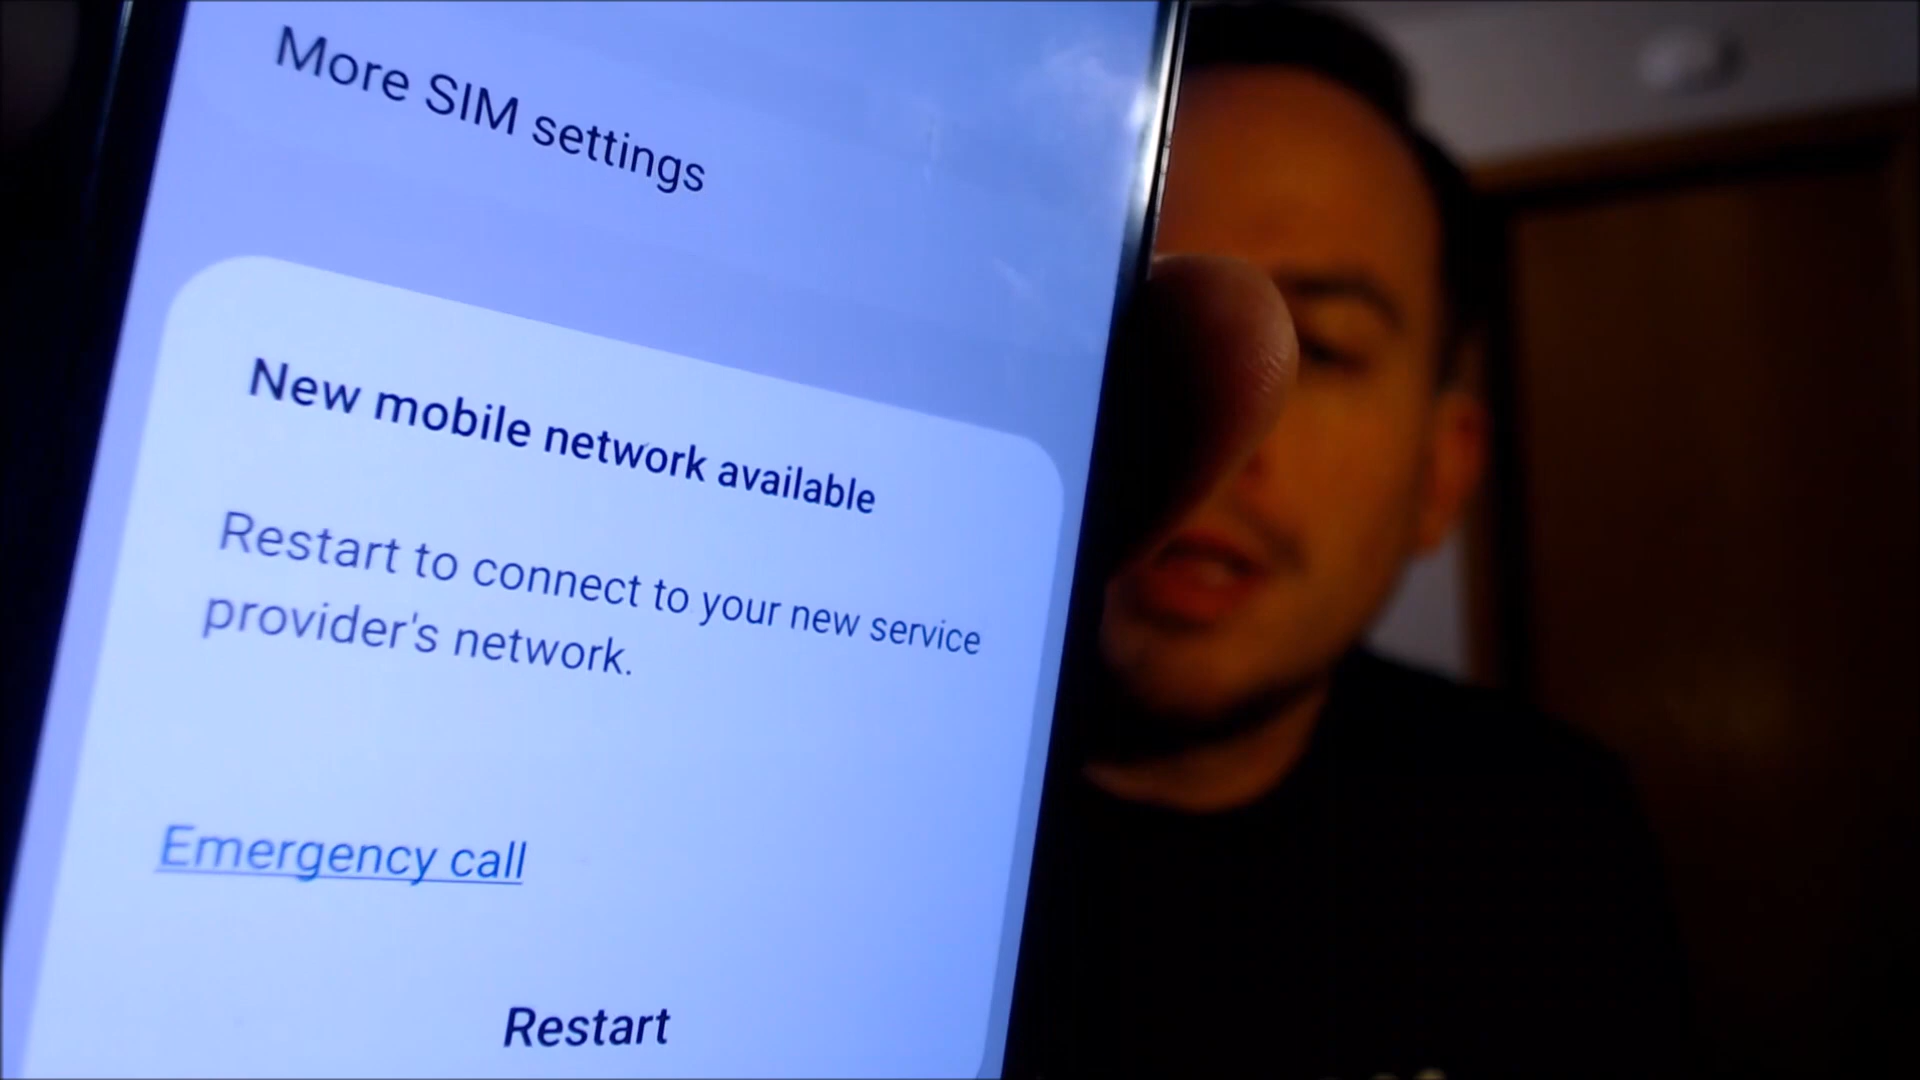 More SIM settings
New mobile network available
Restart to connect to your new service
provider's network.
Emergency call
Restart